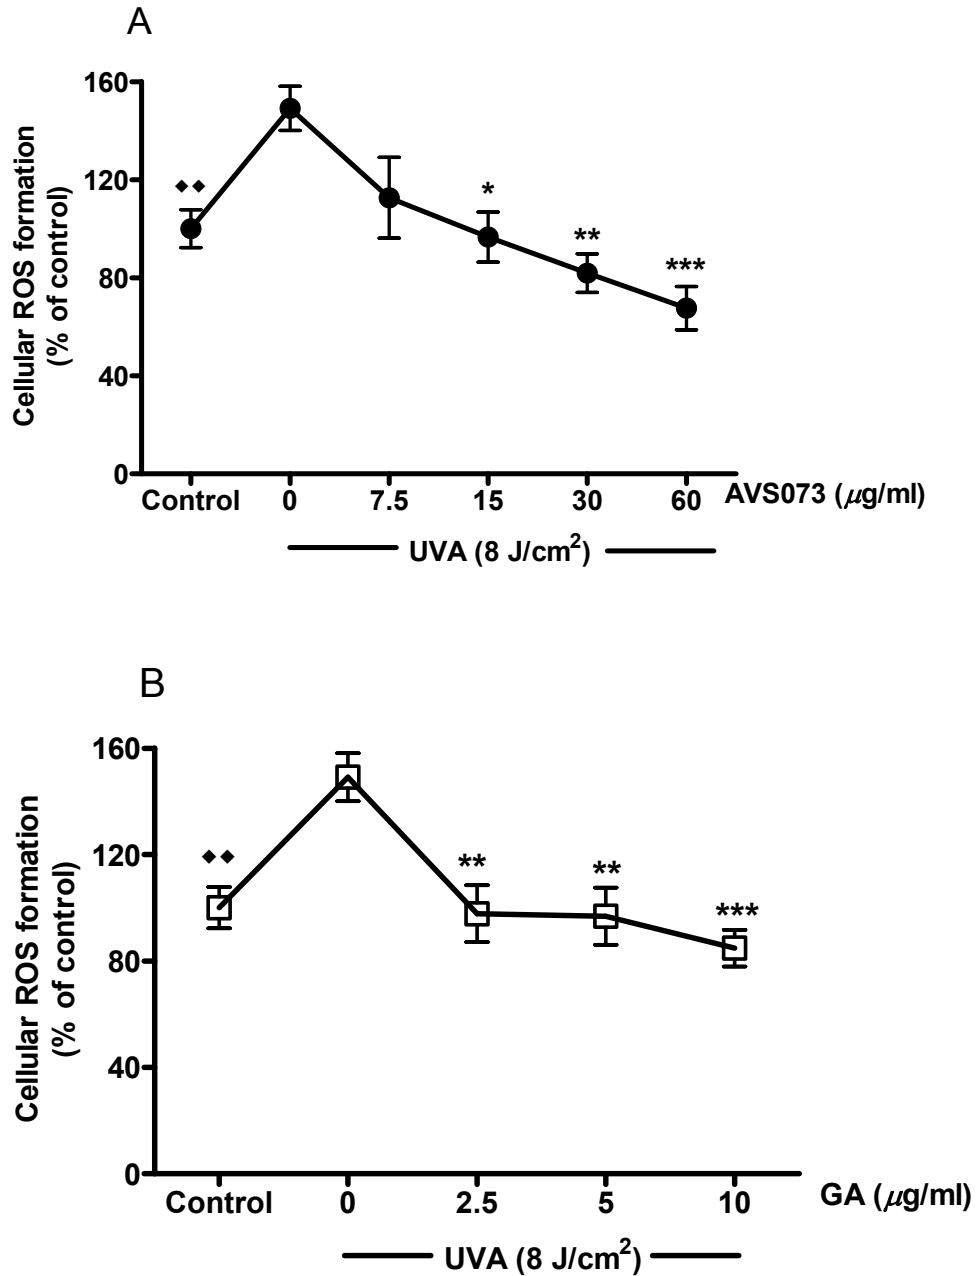 A
Cellular ROS formation
(% of control)
160
120
80
40
0
◆◆
*
**
***
Control 0 7.5 15 30 60 AVS073 (μg/ml)
UVA (8 J/cm²)
B
Cellular ROS formation
(% of control)
160
120
80
40
0
◆◆
**
**
***
Control 0 2.5 5 10 GA (μg/ml)
UVA (8 J/cm²)